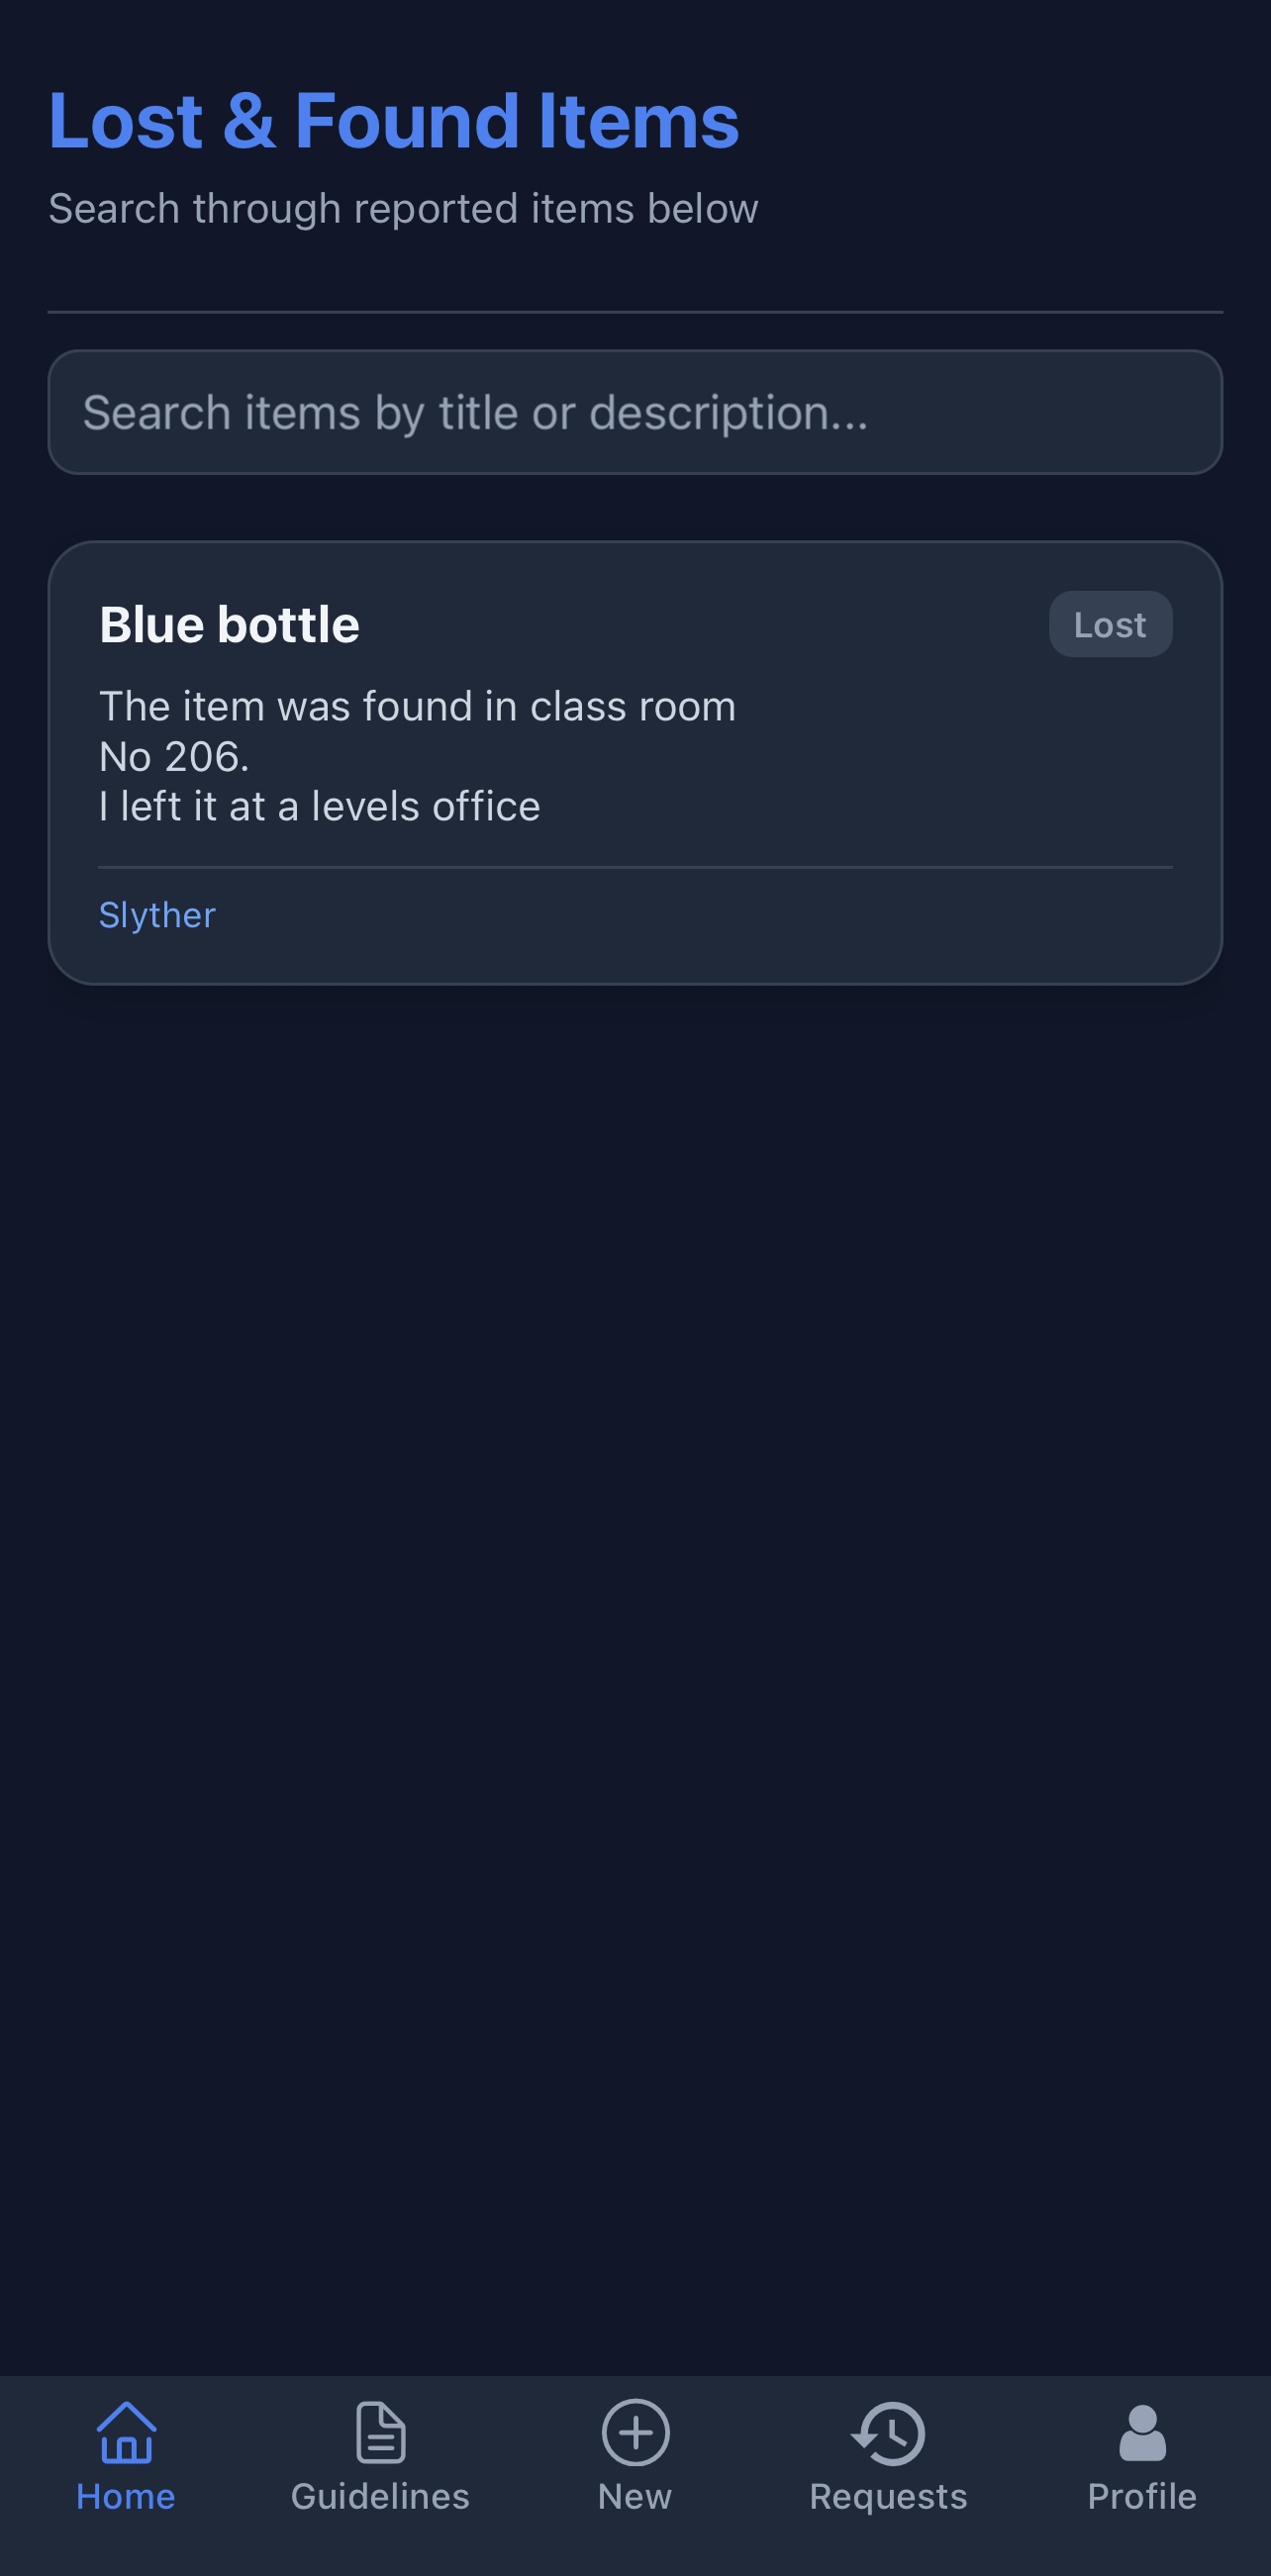 Lost & Found Items
Search through reported items below
Search items by title or description...
Blue bottle
Lost
The item was found in class room
No 206.
I left it at a levels office
Slyther
Home
Guidelines
New
Requests
Profile